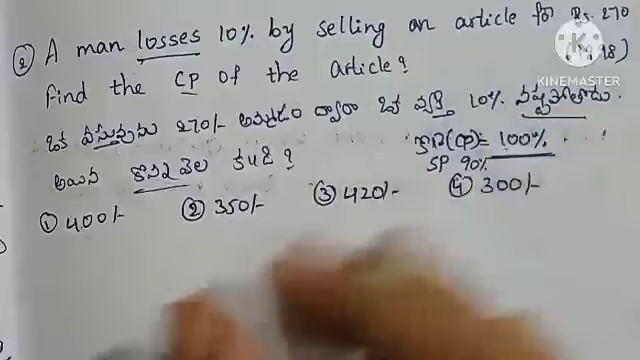 ② A man losses 10% by selling an article for Rs. 270
Find the CP of the article?
ఒక వస్తువును 270/- అమ్మడం ద్వారా ఒక వ్యక్తి 10% నష్టపోతాడు.
అయిన కొన్న వెల కనుక్కో?
100%
SP 90%
① 400/- ② 350/- ③ 420/- ④ 300/-
KINEMASTER